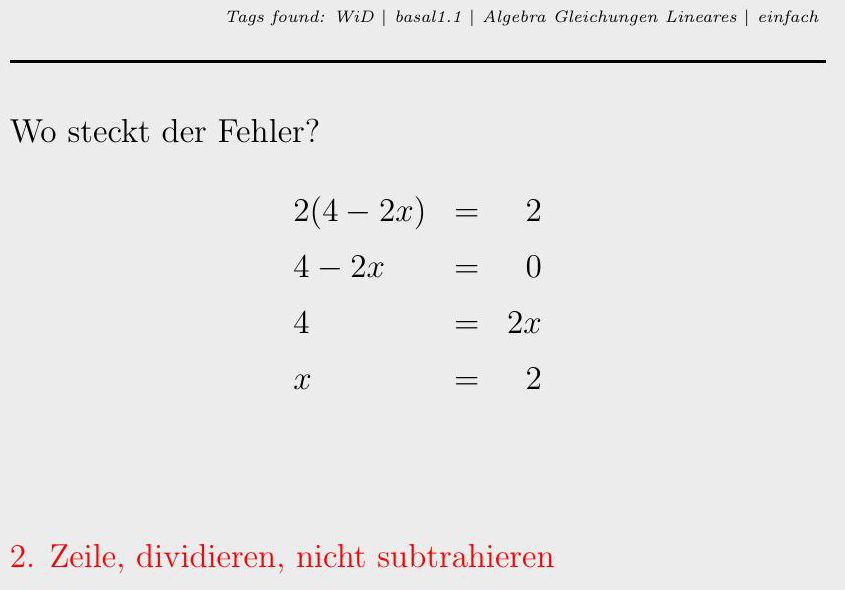 Tags found: WiD | basal1.1 | Algebra Gleichungen Lineares | einfach
Wo steckt der Fehler?
2(4 − 2x) = 2
4 − 2x = 0
4 = 2x
x = 2
2. Zeile, dividieren, nicht subtrahieren